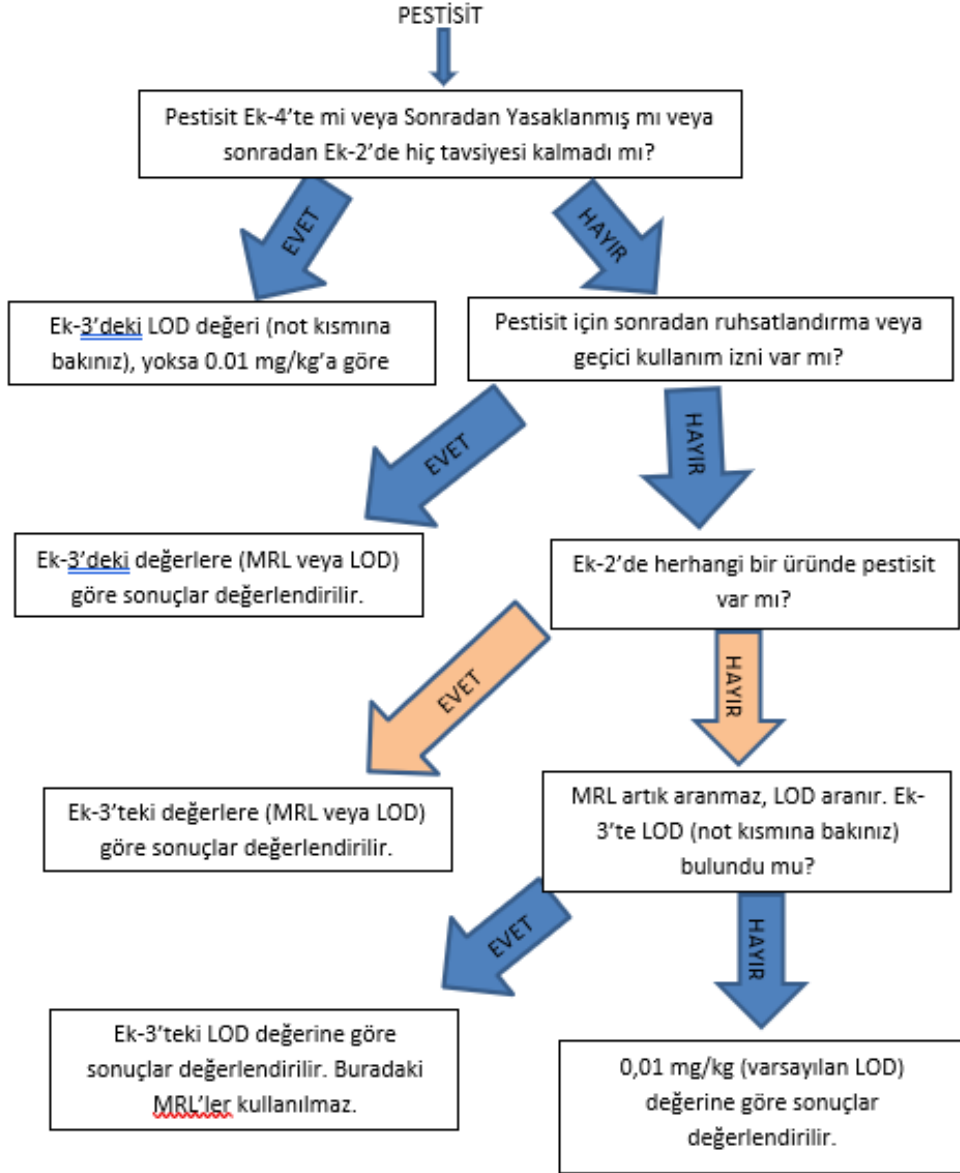 PESTİSİT
Pestisit Ek-4’te mi veya Sonradan Yasaklanmış mı veya
sonradan Ek-2’de hiç tavsiyesi kalmadı mı?
EVET
HAYIR
Ek-3’deki LOD değeri (not kısmına
bakınız), yoksa 0.01 mg/kg’a göre
Pestisit için sonradan ruhsatlandırma veya
geçici kullanım izni var mı?
EVET
HAYIR
Ek-3’deki değerlere (MRL veya LOD)
göre sonuçlar değerlendirilir.
Ek-2’de herhangi bir üründe pestisit
var mı?
EVET
HAYIR
Ek-3’teki değerlere (MRL veya LOD)
göre sonuçlar değerlendirilir.
MRL artık aranmaz, LOD aranır. Ek-
3’te LOD (not kısmına bakınız)
bulundu mu?
EVET
HAYIR
Ek-3’teki LOD değerine göre
sonuçlar değerlendirilir. Buradaki
MRL’ler kullanılmaz.
0,01 mg/kg (varsayılan LOD)
değerine göre sonuçlar
değerlendirilir.